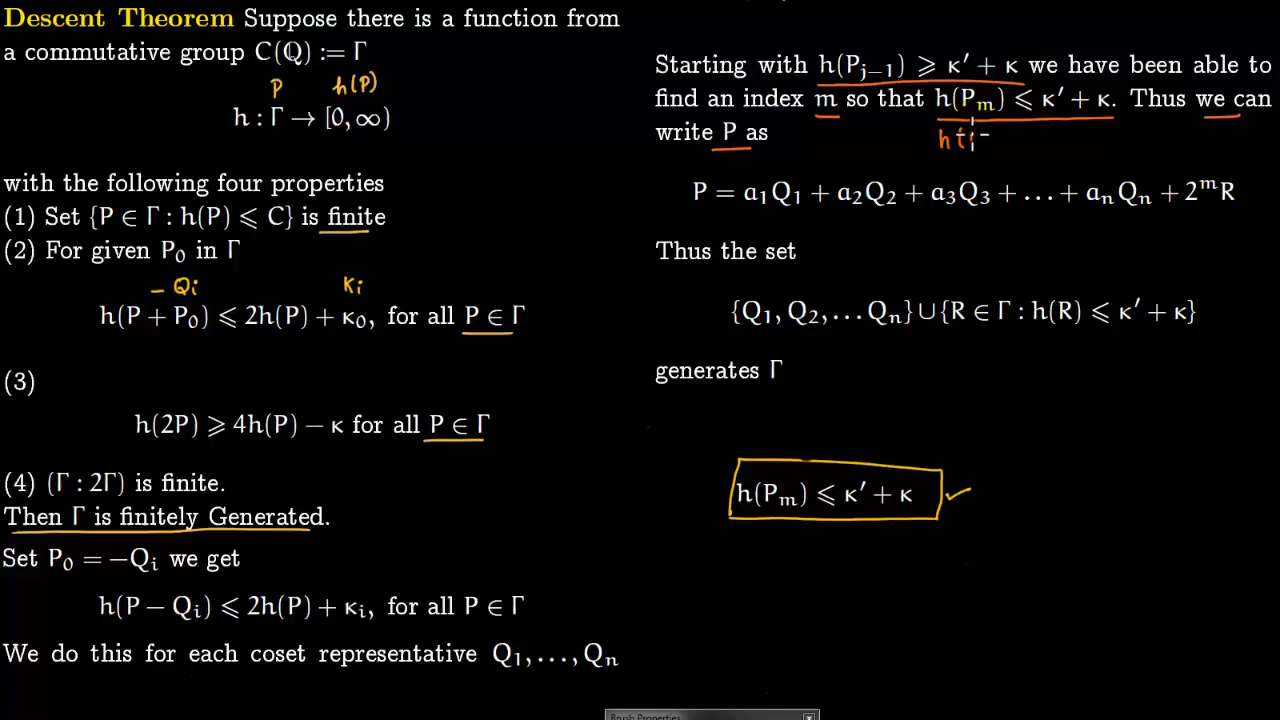 Descent Theorem Suppose there is a function from
a commutative group C(ℚ) := Γ
P h(P)
h : Γ → [0, ∞)
with the following four properties
(1) Set {P ∈ Γ : h(P) ⩽ C} is finite
(2) For given P₀ in Γ
− Qi κi
h(P + P₀) ⩽ 2h(P) + κ₀, for all P ∈ Γ
(3)
h(2P) ⩾ 4h(P) − κ for all P ∈ Γ
(4) (Γ : 2Γ) is finite.
Then Γ is finitely Generated.
Set P₀ = −Qᵢ we get
h(P − Qᵢ) ⩽ 2h(P) + κᵢ, for all P ∈ Γ
We do this for each coset representative Q₁, . . . , Qₙ
Starting with h(Pⱼ₋₁) ⩾ κ′ + κ we have been able to
find an index m so that h(Pₘ) ⩽ κ′ + κ. Thus we can
write P as
h(
P = a₁Q₁ + a₂Q₂ + a₃Q₃ + . . . + aₙQₙ + 2ᵐR
Thus the set
{Q₁, Q₂, . . . Qₙ} ∪ {R ∈ Γ : h(R) ⩽ κ′ + κ}
generates Γ
h(Pₘ) ⩽ κ′ + κ ✓
Brush Properties